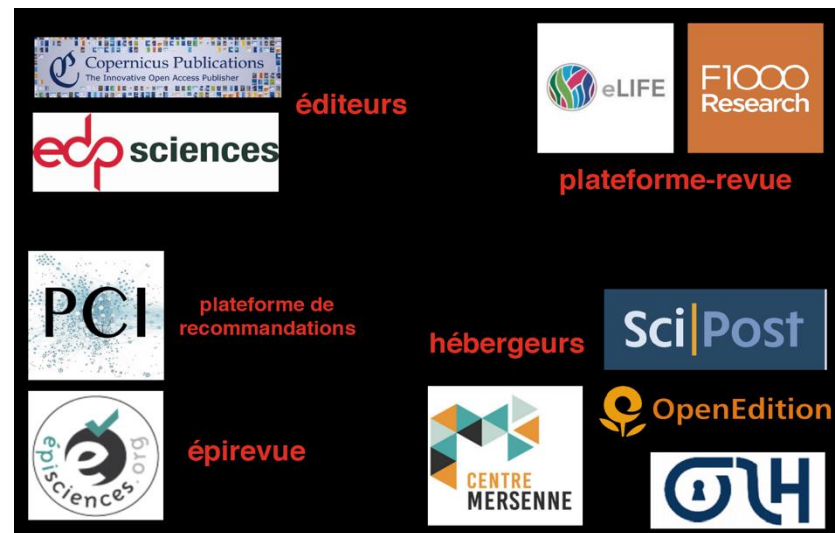 Copernicus Publications
The Innovative Open Access Publisher
éditeurs
edp sciences
eLIFE
F1000
Research
plateforme-revue
PCI
plateforme de
recommandations
hébergeurs
Sci|Post
épisciences.org
épirevue
CENTRE
MERSENNE
OpenEdition
OLH